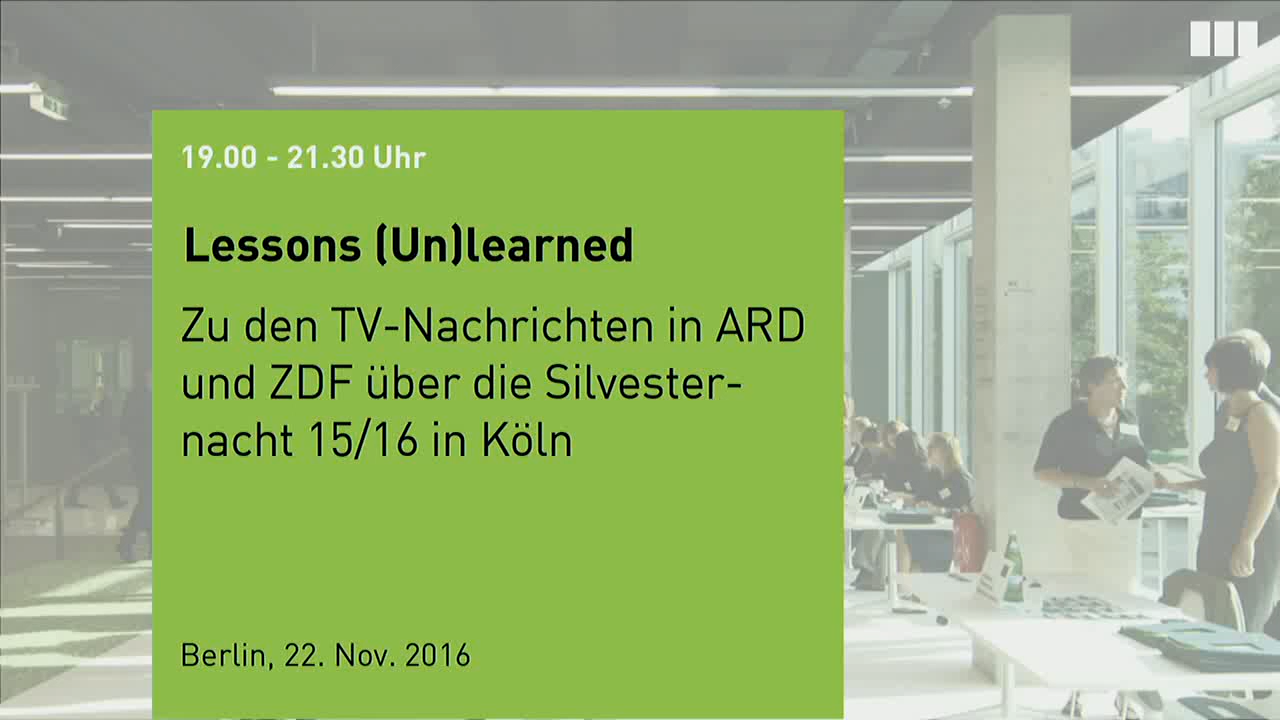 19.00 - 21.30 Uhr
Lessons (Un)learned
Zu den TV-Nachrichten in ARD
und ZDF über die Silvester-
nacht 15/16 in Köln
Berlin, 22. Nov. 2016